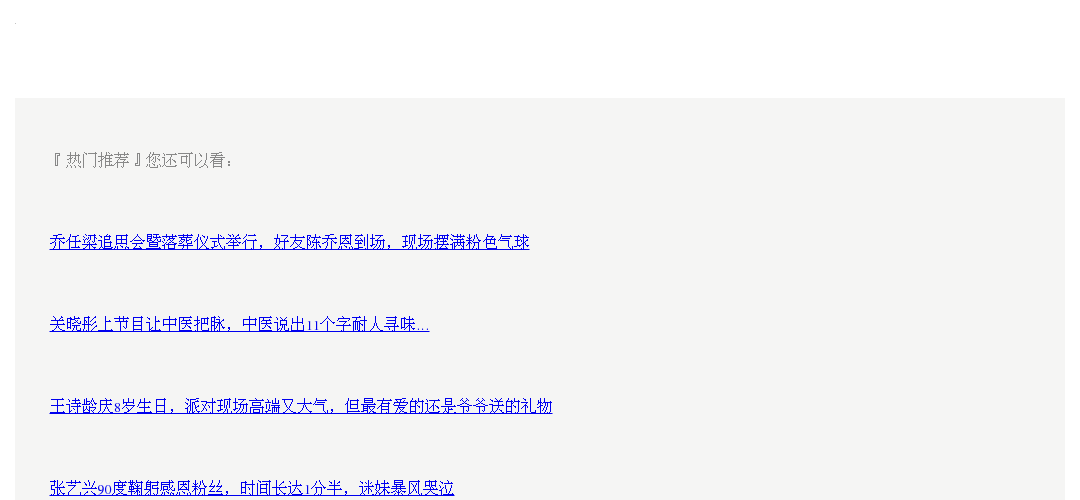 『 热门推荐 』您还可以看：
乔任梁追思会暨落葬仪式举行，好友陈乔恩到场，现场摆满粉色气球
关晓彤上节目让中医把脉，中医说出11个字耐人寻味...
王诗龄庆8岁生日，派对现场高端又大气，但最有爱的还是爷爷送的礼物
张艺兴90度鞠躬感恩粉丝，时间长达1分半，迷妹暴风哭泣